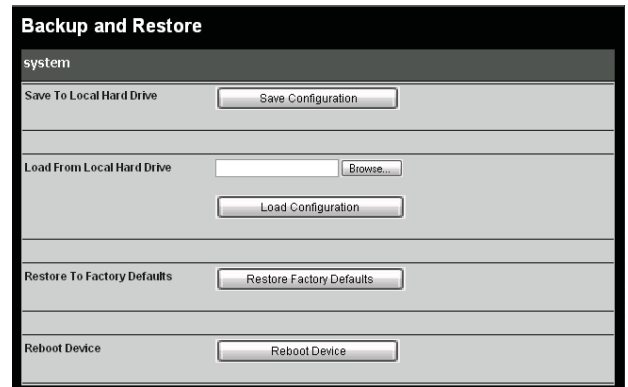 Backup and Restore
system
Save To Local Hard Drive Save Configuration
Load From Local Hard Drive Browse...
Load Configuration
Restore To Factory Defaults Restore Factory Defaults
Reboot Device Reboot Device